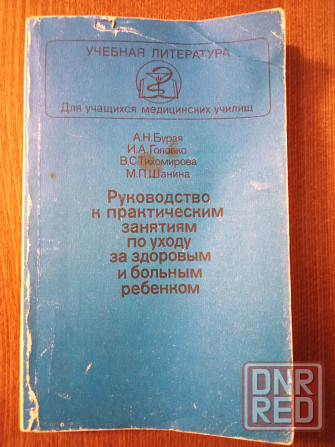 УЧЕБНАЯ ЛИТЕРАТУРА
Для учащихся медицинских училищ
А.Н.Бурая
И.А.Головко
В.С.Тихомирова
М.П.Шанина
Руководство
к практическим
занятиям
по уходу
за здоровым
и больным
ребенком
DNR
RED